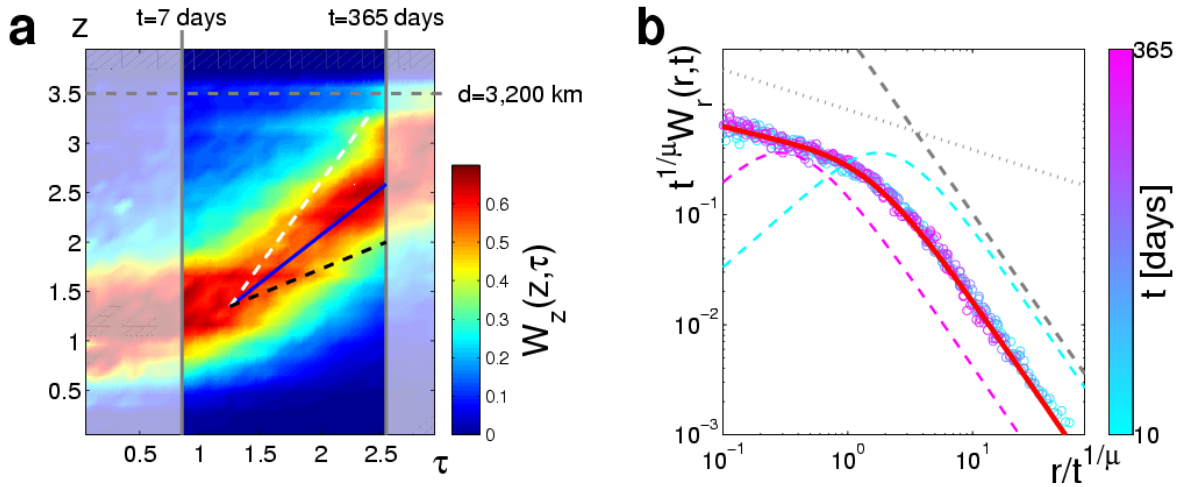 a
z
t=7 days
t=365 days
3.5
3
2.5
2
1.5
1
0.5
0.5
1
1.5
2
2.5
τ
d=3,200 km
0.6
0.5
0.4
0.3
0.2
0.1
0
W_z(z,τ)
b
t^{1/μ}W_r(r,t)
10^{-1}
10^{-2}
10^{-3}
10^{-1}
10^0
10^1
r/t^{1/μ}
365
10
t [days]